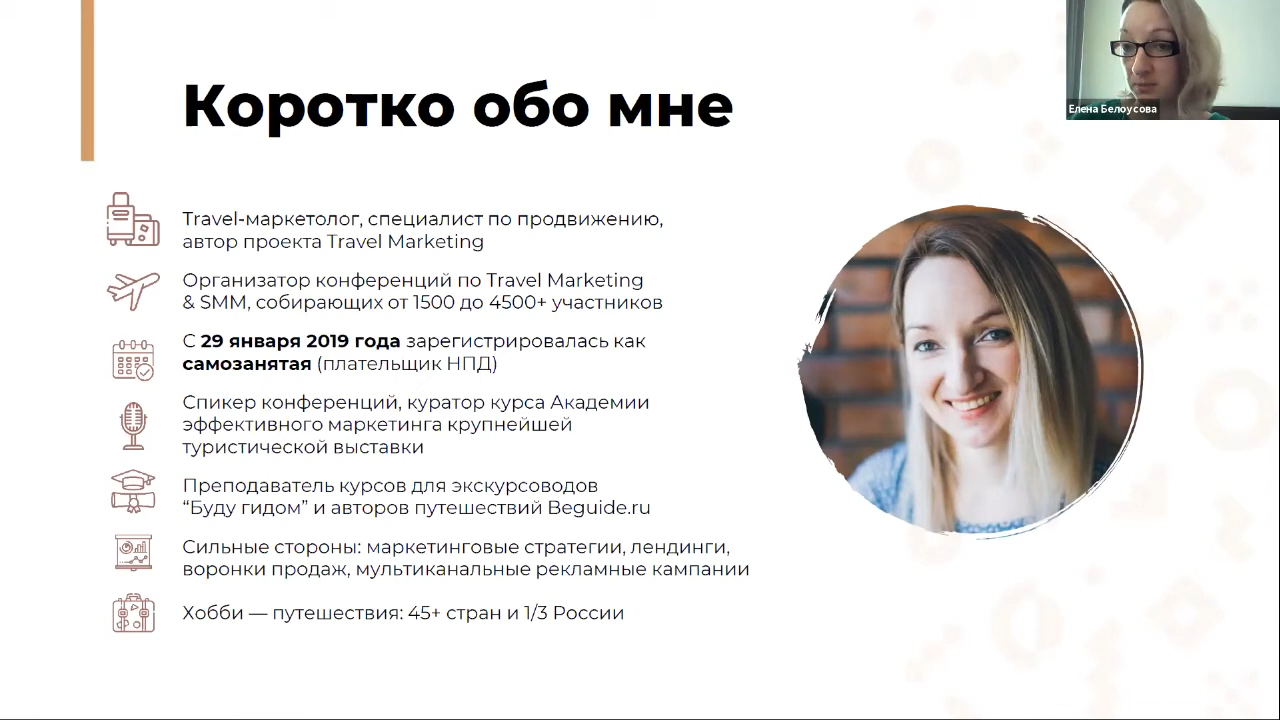 Коротко обо мне
Елена Белоусова
Travel-маркетолог, специалист по продвижению,
автор проекта Travel Marketing
Организатор конференций по Travel Marketing
& SMM, собирающих от 1500 до 4500+ участников
С 29 января 2019 года зарегистрировалась как
самозанятая (плательщик НПД)
Спикер конференций, куратор курса Академии
эффективного маркетинга крупнейшей
туристической выставки
Преподаватель курсов для экскурсоводов
“Буду гидом” и авторов путешествий Beguide.ru
Сильные стороны: маркетинговые стратегии, лендинги,
воронки продаж, мультиканальные рекламные кампании
Хобби — путешествия: 45+ стран и 1/3 России